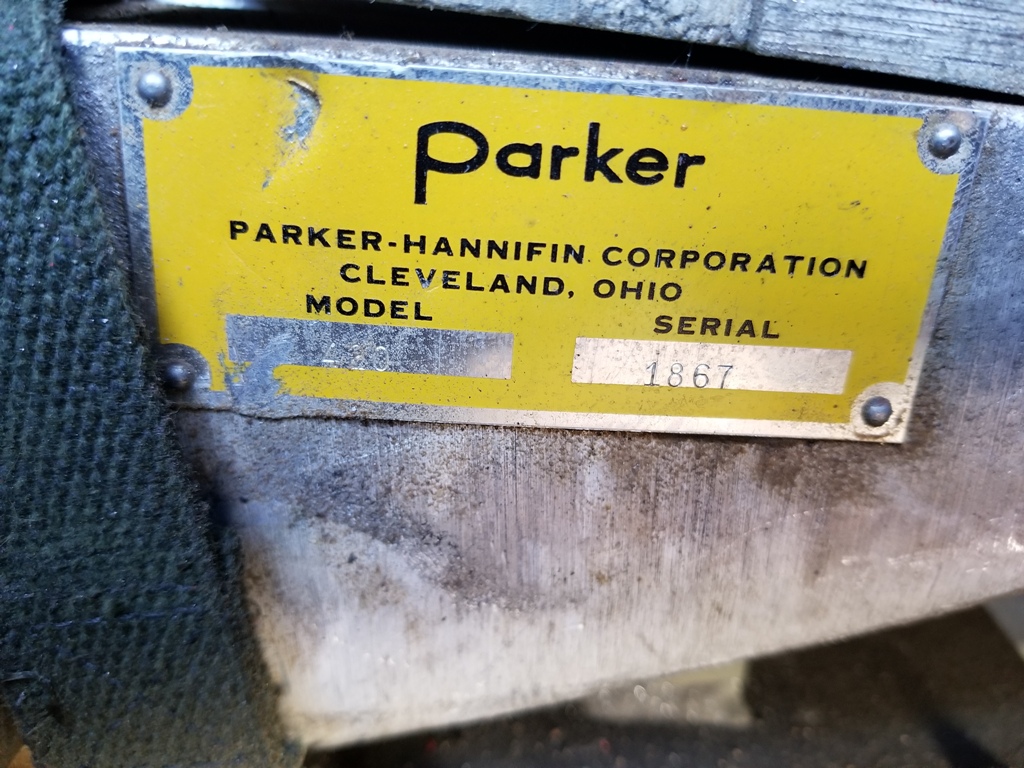 Parker
PARKER-HANNIFIN CORPORATION
CLEVELAND, OHIO
MODEL SERIAL
1867